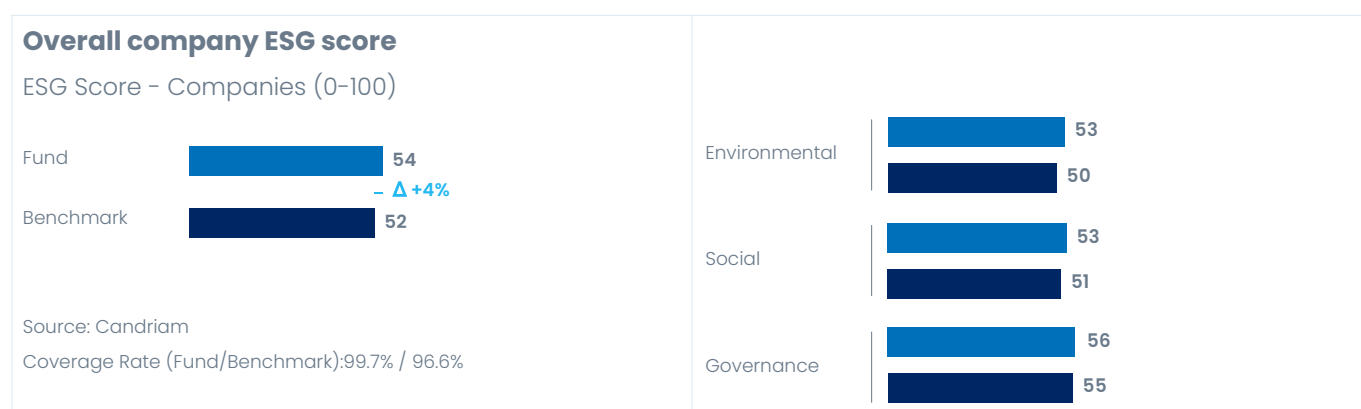 Overall company ESG score
ESG Score - Companies (0-100)
Fund
54
Δ +4%
Benchmark
52
Source: Candriam
Coverage Rate (Fund/Benchmark):99.7% / 96.6%
Environmental
53
50
Social
53
51
Governance
56
55